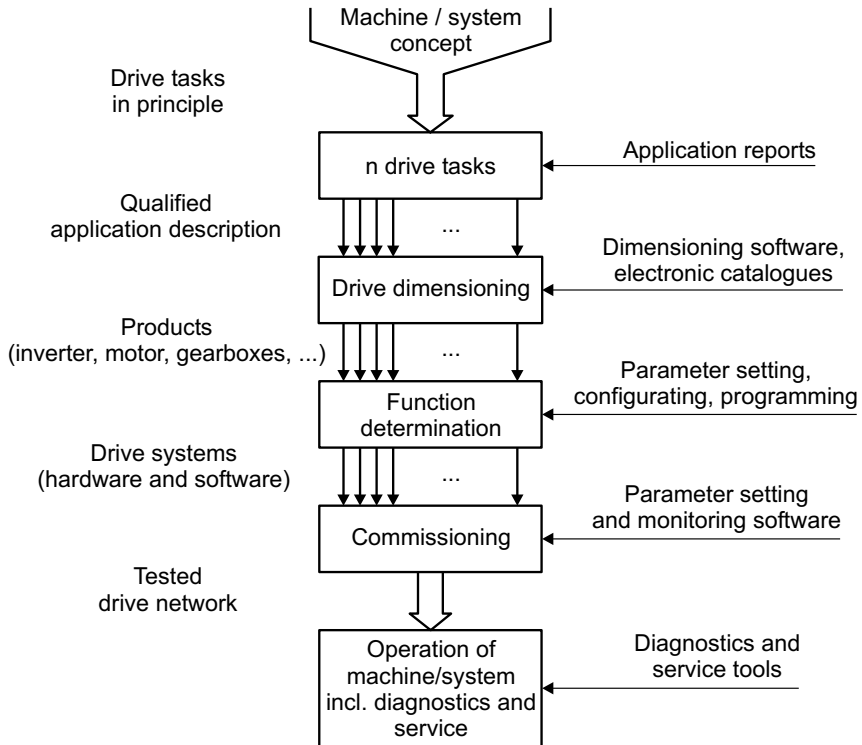 Machine / system
concept
Drive tasks
in principle
n drive tasks
Application reports
Qualified
application description
...
Dimensioning software,
electronic catalogues
Drive dimensioning
Products
(inverter, motor, gearboxes, ...)
...
Parameter setting,
configurating, programming
Function
determination
Drive systems
(hardware and software)
...
Parameter setting
and monitoring software
Commissioning
Tested
drive network
Operation of
machine/system
incl. diagnostics and
service
Diagnostics and
service tools